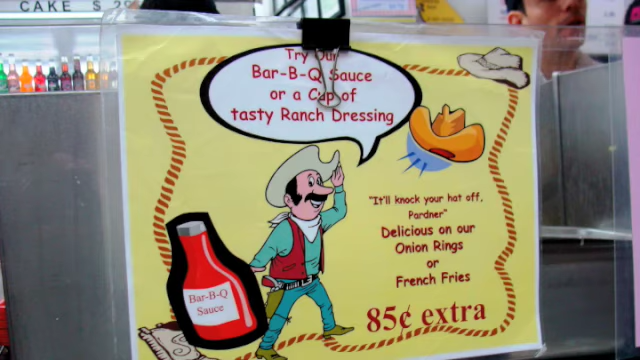 CAKE $ 2
Try Our
Bar-B-Q Sauce
or a Cup of
tasty Ranch Dressing
"It'll knock your hat off,
Pardner"
Delicious on our
Onion Rings
or
French Fries
85¢ extra
Bar-B-Q
Sauce